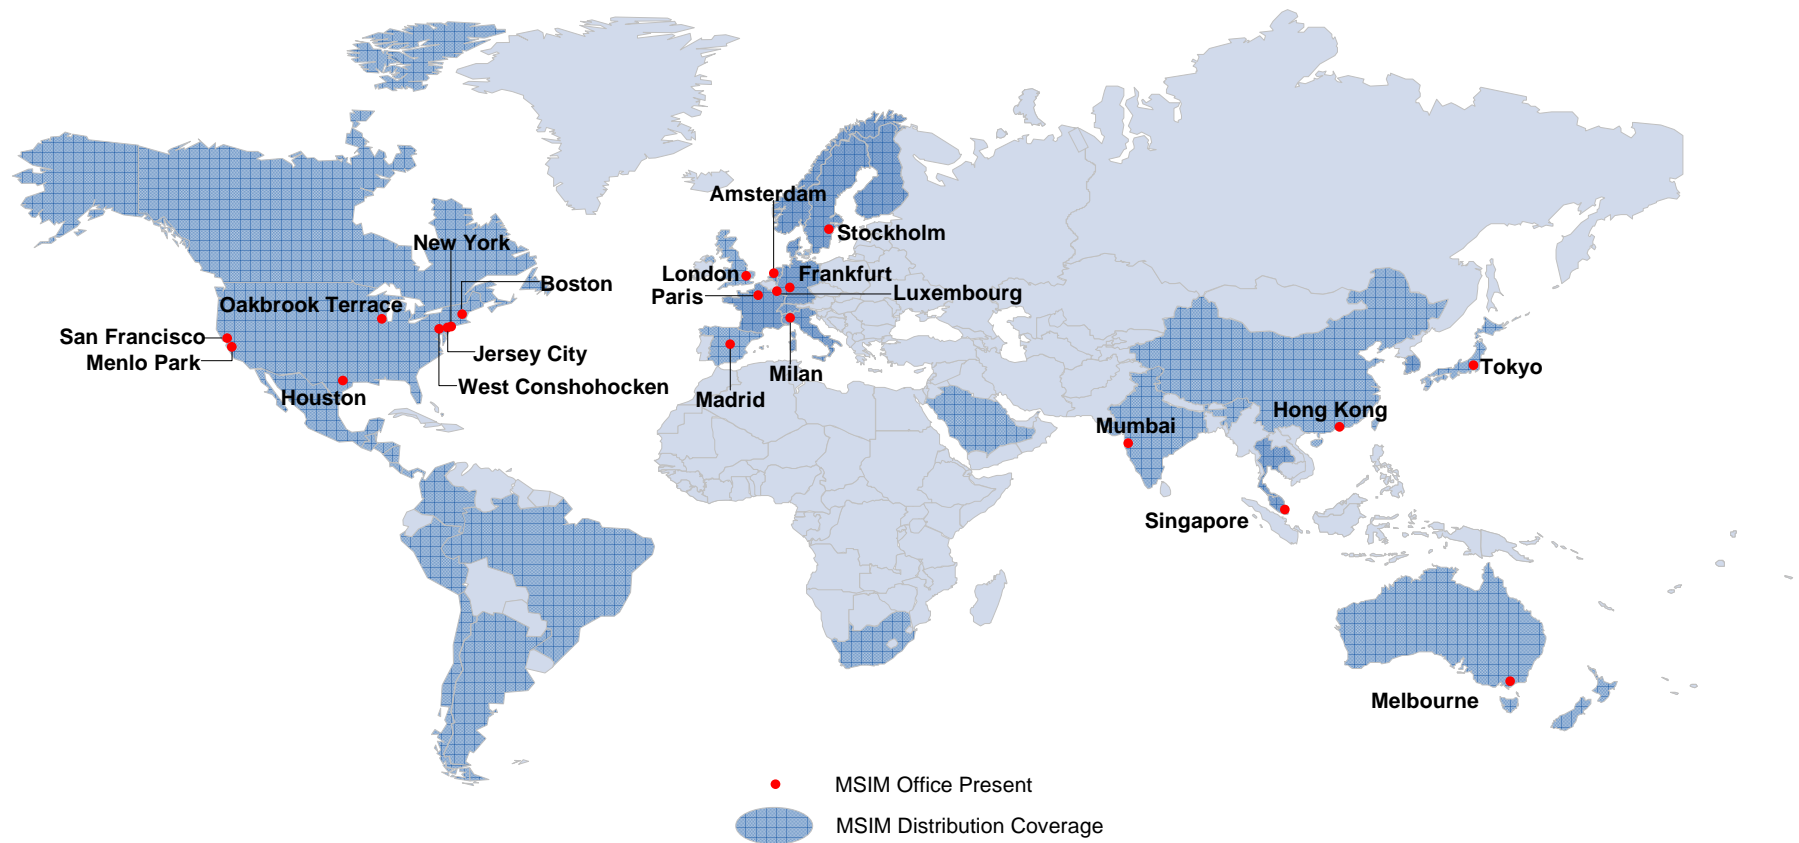 Amsterdam
Stockholm
New York
London
Frankfurt
Boston
Paris
Luxembourg
Oakbrook Terrace
San Francisco
Menlo Park
Jersey City
West Conshohocken
Milan
Tokyo
Houston
Madrid
Hong Kong
Mumbai
Singapore
Melbourne
MSIM Office Present
MSIM Distribution Coverage